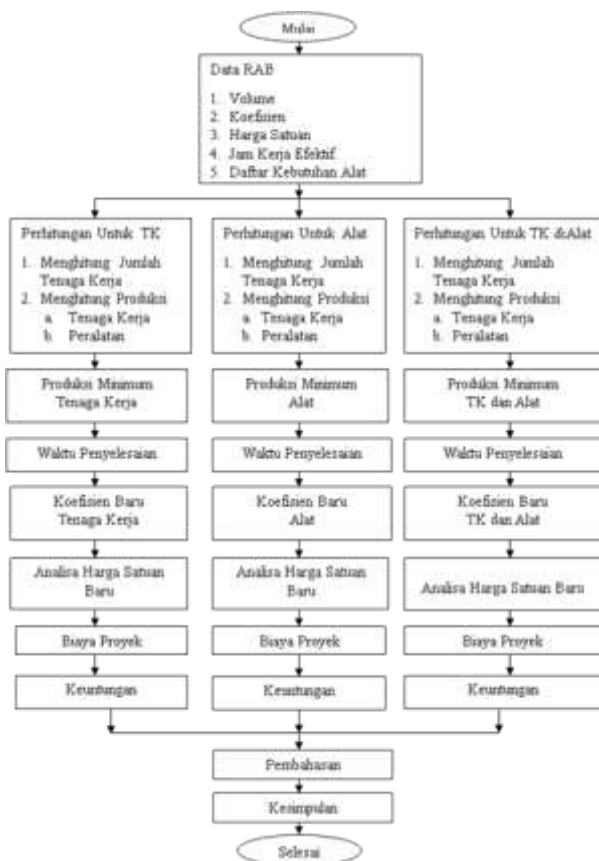 Mulai
Data RAB
1. Volume
2. Koefisien
3. Harga Satuan
4. Jam Kerja Efektif
5. Daftar Kebutuhan Alat
Perhitungan Untuk TK
1. Menghitung Jumlah
Tenaga Kerja
2. Menghitung Produksi
a. Tenaga Kerja
b. Peralatan
Produksi Minimum
Tenaga Kerja
Waktu Penyelesaian
Koefisien Baru
Tenaga Kerja
Analisa Harga Satuan
Baru
Biaya Proyek
Keuntungan
Perhitungan Untuk Alat
1. Menghitung Jumlah
Tenaga Kerja
2. Menghitung Produksi
a. Tenaga Kerja
b. Peralatan
Produksi Minimum
Alat
Waktu Penyelesaian
Koefisien Baru
Alat
Analisa Harga Satuan
Baru
Biaya Proyek
Keuntungan
Perhitungan Untuk TK &Alat
1. Menghitung Jumlah
Tenaga Kerja
2. Menghitung Produksi
a. Tenaga Kerja
b. Peralatan
Produksi Minimum
TK dan Alat
Waktu Penyelesaian
Koefisien Baru
TK dan Alat
Analisa Harga Satuan Baru
Biaya Proyek
Keuntungan
Pembahasan
Kesimpulan
Selesai